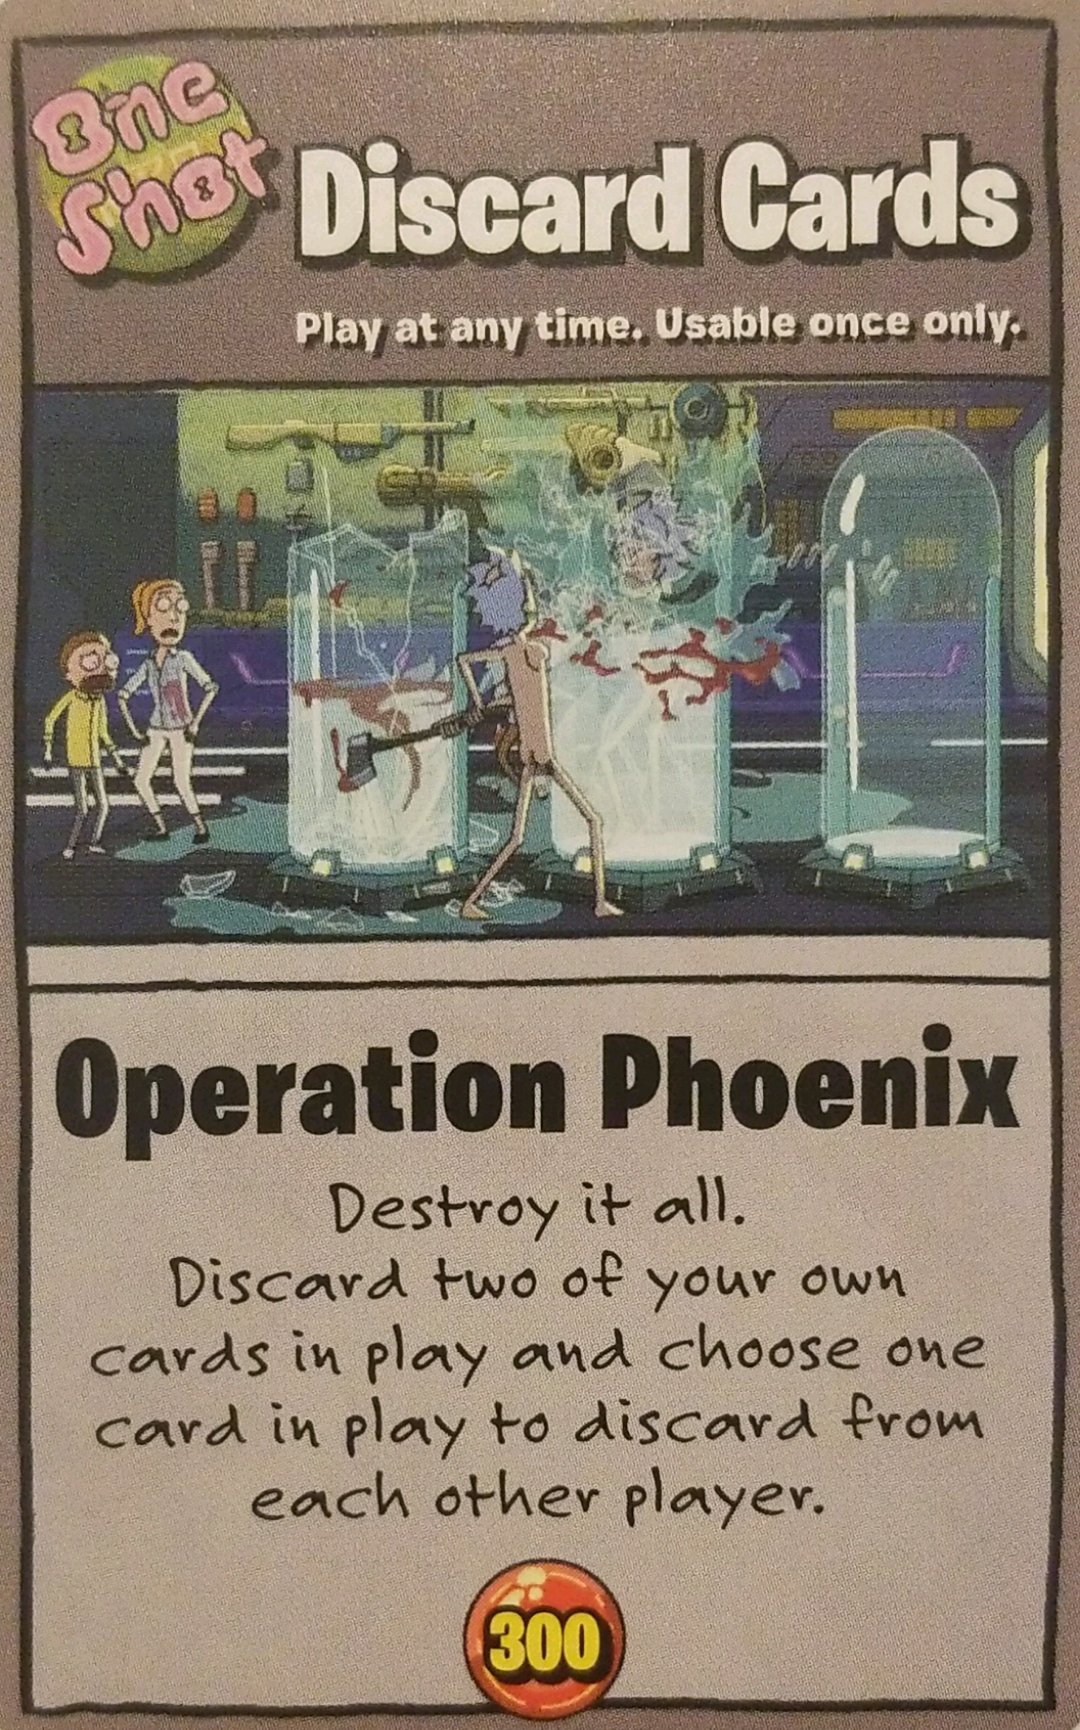 One
Shot
Discard Cards
Play at any time. Usable once only.
Operation Phoenix
Destroy it all.
Discard two of your own
cards in play and choose one
card in play to discard from
each other player.
300